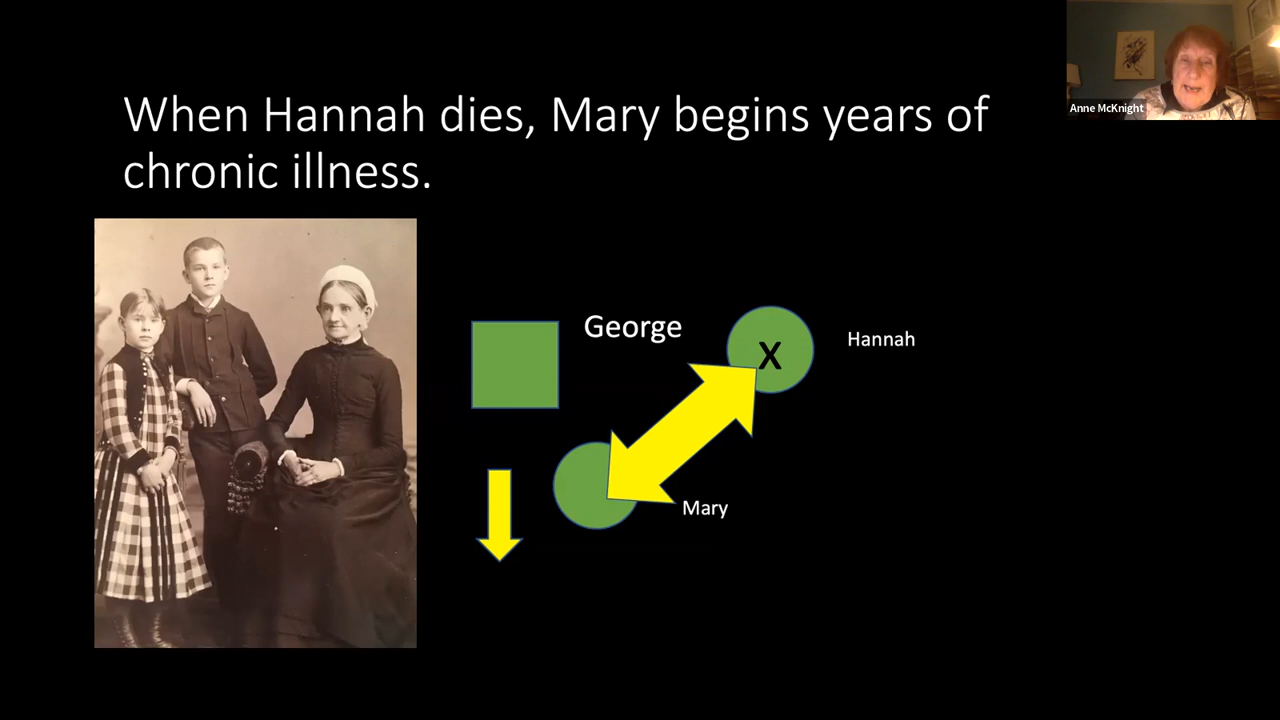 When Hannah dies, Mary begins years of
chronic illness.
Anne McKnight
George
X
Hannah
Mary